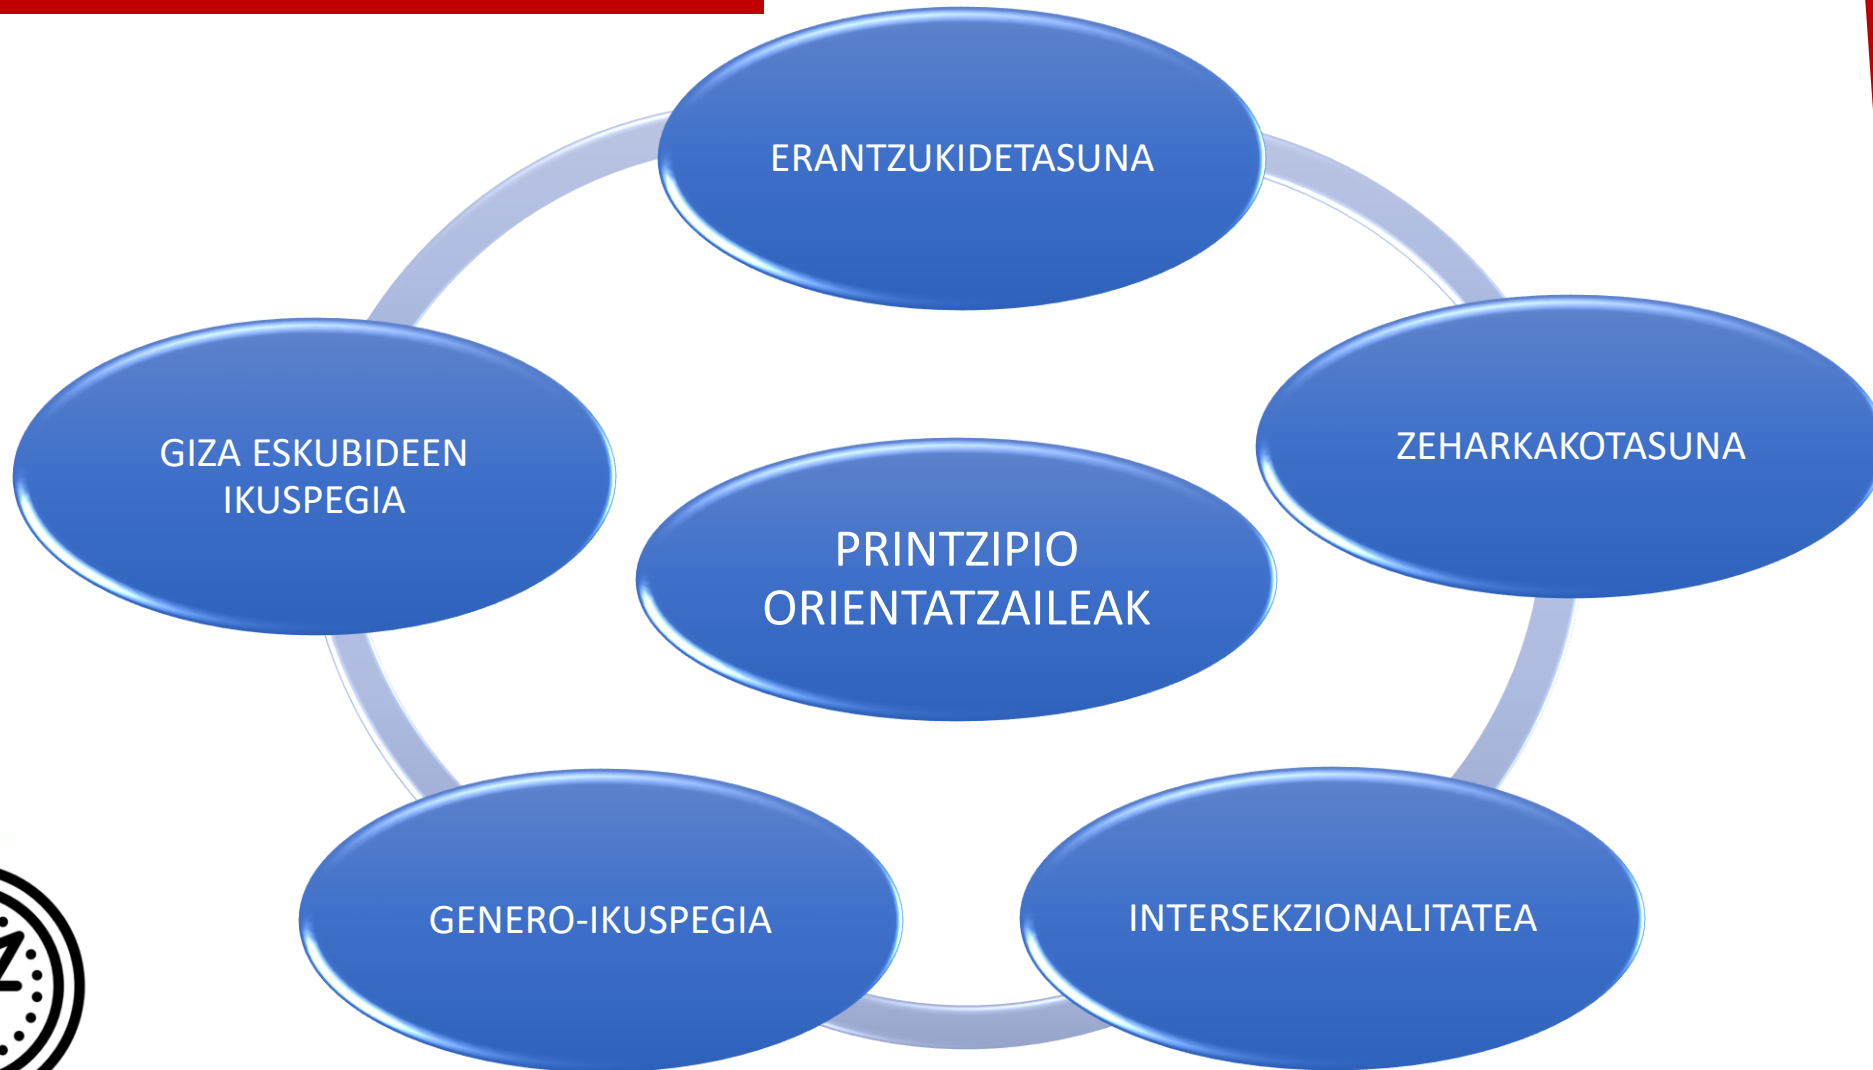 ERANTZUKIDETASUNA
ZEHARKAKOTASUNA
GIZA ESKUBIDEEN
IKUSPEGIA
PRINTZIPIO
ORIENTATZAILEAK
GENERO-IKUSPEGIA
INTERSEKZIONALITATEA